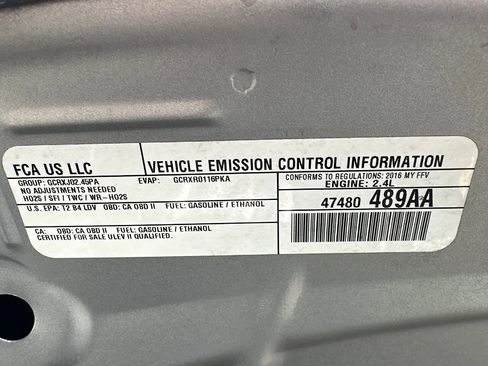 FCA US LLC
VEHICLE EMISSION CONTROL INFORMATION
GROUP: GCRXJ02.45PA EVAP: GCRXR0116PKA
NO ADJUSTMENTS NEEDED
HO2S / SFI / TWC / WR-HO2S
CONFORMS TO REGULATIONS: 2016 MY FFV
ENGINE: 2.4L
47480 489AA
U.S. EPA: T2 B4 LDV OBD: CA OBD II FUEL: GASOLINE / ETHANOL
CA: OBD: CA OBD II FUEL: GASOLINE / ETHANOL
CERTIFIED FOR SALE ULEV II QUALIFIED.